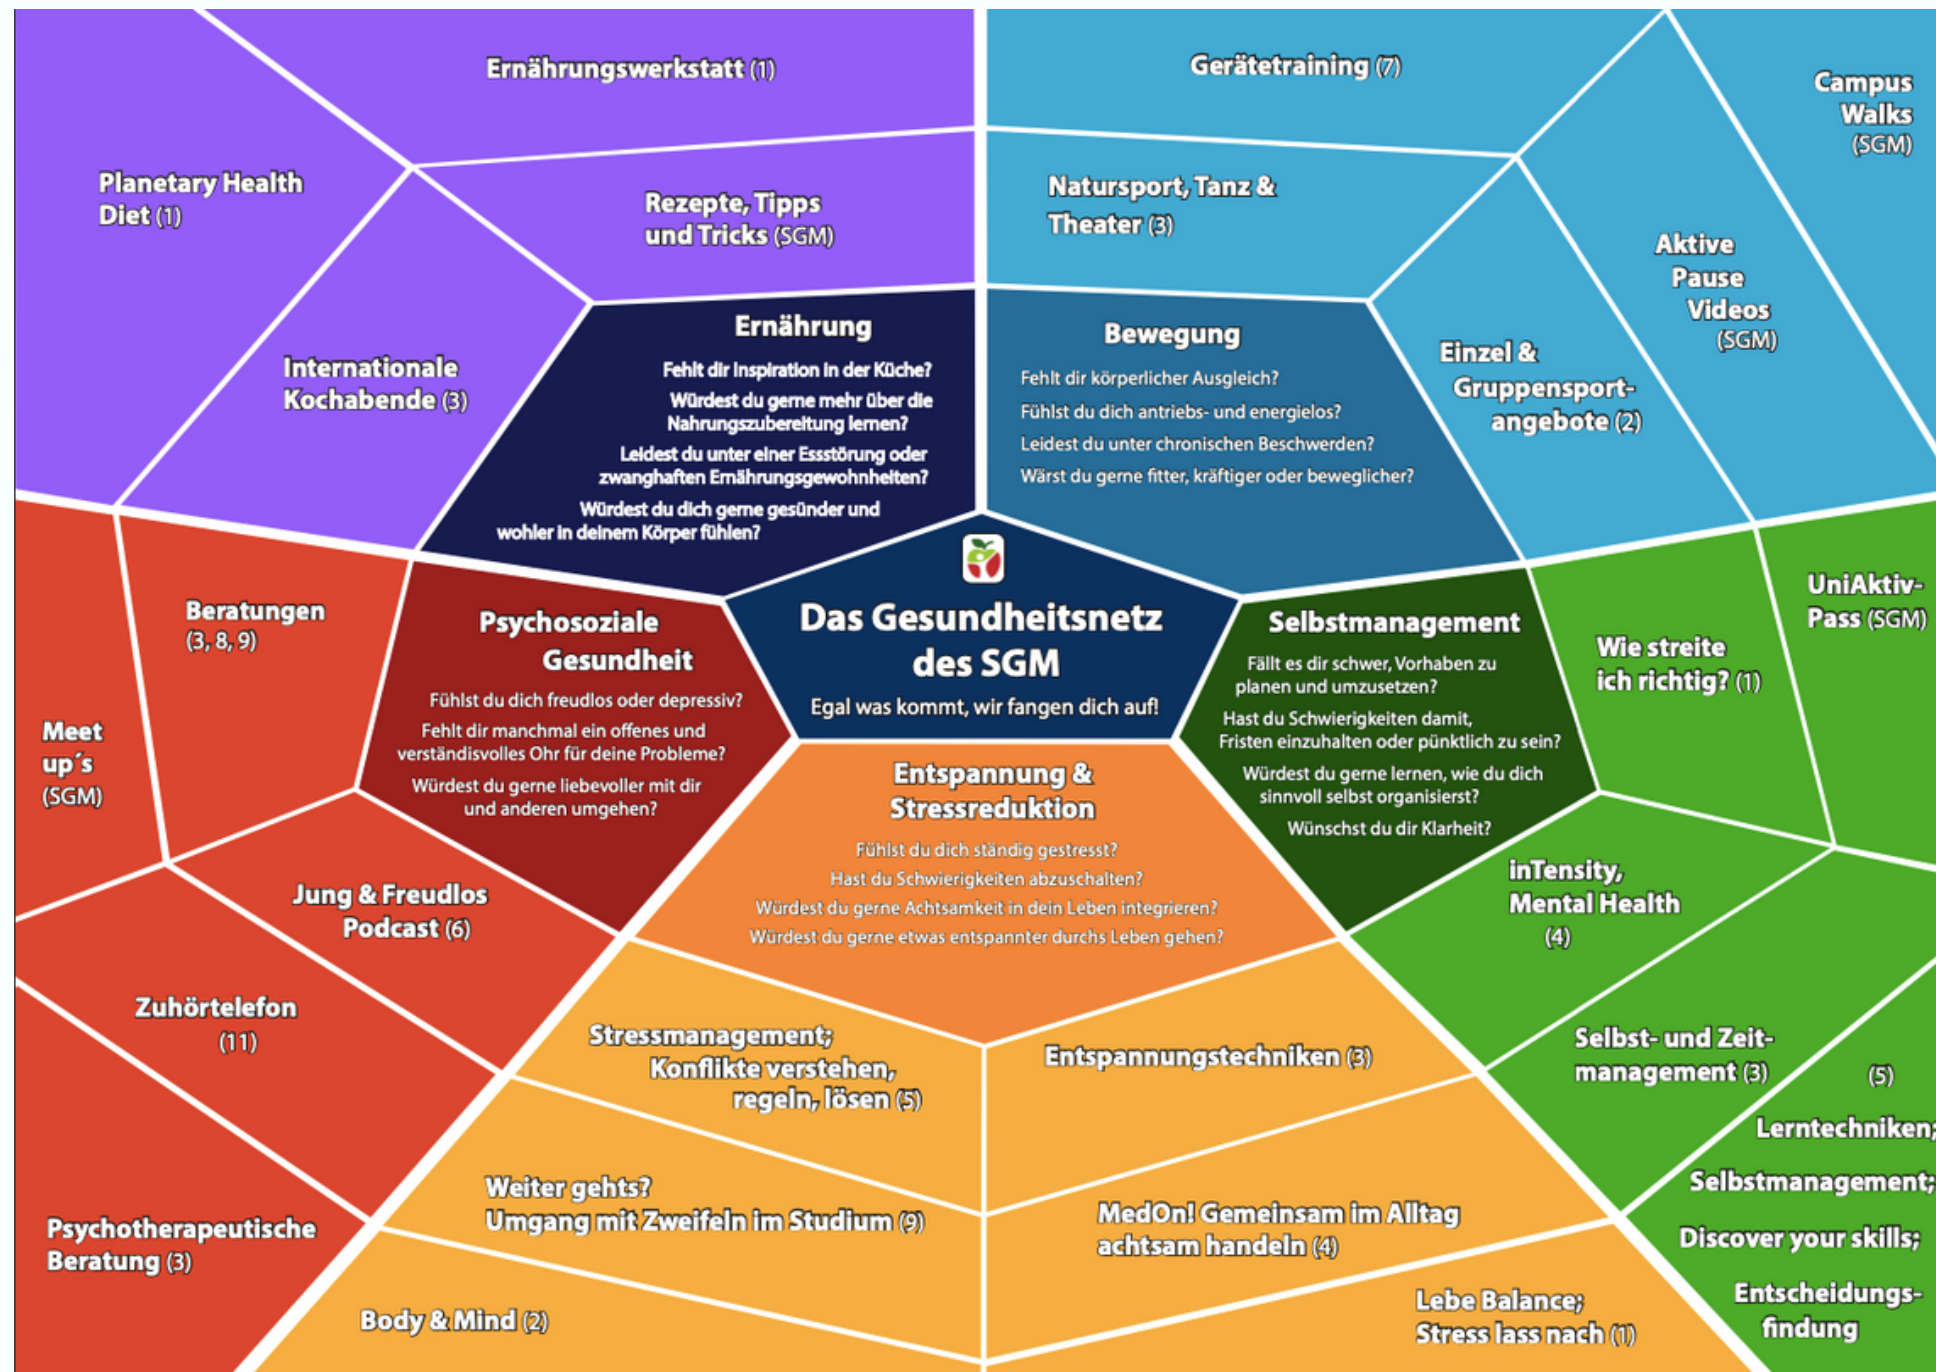 Ernährungswerkstatt (1)
Planetary Health
Diet (1)
Rezepte, Tipps
und Tricks (SGM)
Internationale
Kochabende (3)
Ernährung
Fehlt dir Inspiration in der Küche?
Würdest du gerne mehr über die
Nahrungszubereitung lernen?
Leidest du unter einer Essstörung oder
zwanghaften Ernährungsgewohnheiten?
Würdest du dich gerne gesünder und
wohler in deinem Körper fühlen?
Gerätetraining (7)
Campus
Walks
(SGM)
Natursport, Tanz &
Theater (3)
Aktive
Pause
Videos
(SGM)
Einzel &
Gruppensport-
angebote (2)
Bewegung
Fehlt dir körperlicher Ausgleich?
Fühlst du dich antriebs- und energielos?
Leidest du unter chronischen Beschwerden?
Wärst du gerne fitter, kräftiger oder beweglicher?
Das Gesundheitsnetz
des SGM
Egal was kommt, wir fangen dich auf!
Beratungen
(3, 8, 9)
Meet
up´s
(SGM)
Psychosoziale
Gesundheit
Fühlst du dich freudlos oder depressiv?
Fehlt dir manchmal ein offenes und
verständisvolles Ohr für deine Probleme?
Würdest du gerne liebevoller mit dir
und anderen umgehen?
Jung & Freudlos
Podcast (6)
Zuhörtelefon
(11)
Psychotherapeutische
Beratung (3)
Selbstmanagement
Fällt es dir schwer, Vorhaben zu
planen und umzusetzen?
Hast du Schwierigkeiten damit,
Fristen einzuhalten oder pünktlich zu sein?
Würdest du gerne lernen, wie du dich
sinnvoll selbst organisierst?
Wünschst du dir Klarheit?
Wie streite
ich richtig? (1)
UniAktiv-
Pass (SGM)
inTensity,
Mental Health
(4)
Selbst- und Zeit-
management (3)
(5)
Lerntechniken;
Selbstmanagement;
Discover your skills;
Entscheidungs-
findung
Entspannung &
Stressreduktion
Fühlst du dich ständig gestresst?
Hast du Schwierigkeiten abzuschalten?
Würdest du gerne Achtsamkeit in dein Leben integrieren?
Würdest du gerne etwas entspannter durchs Leben gehen?
Stressmanagement;
Konflikte verstehen,
regeln, lösen (5)
Entspannungstechniken (3)
Weiter gehts?
Umgang mit Zweifeln im Studium (9)
MedOn! Gemeinsam im Alltag
achtsam handeln (4)
Body & Mind (2)
Lebe Balance;
Stress lass nach (1)